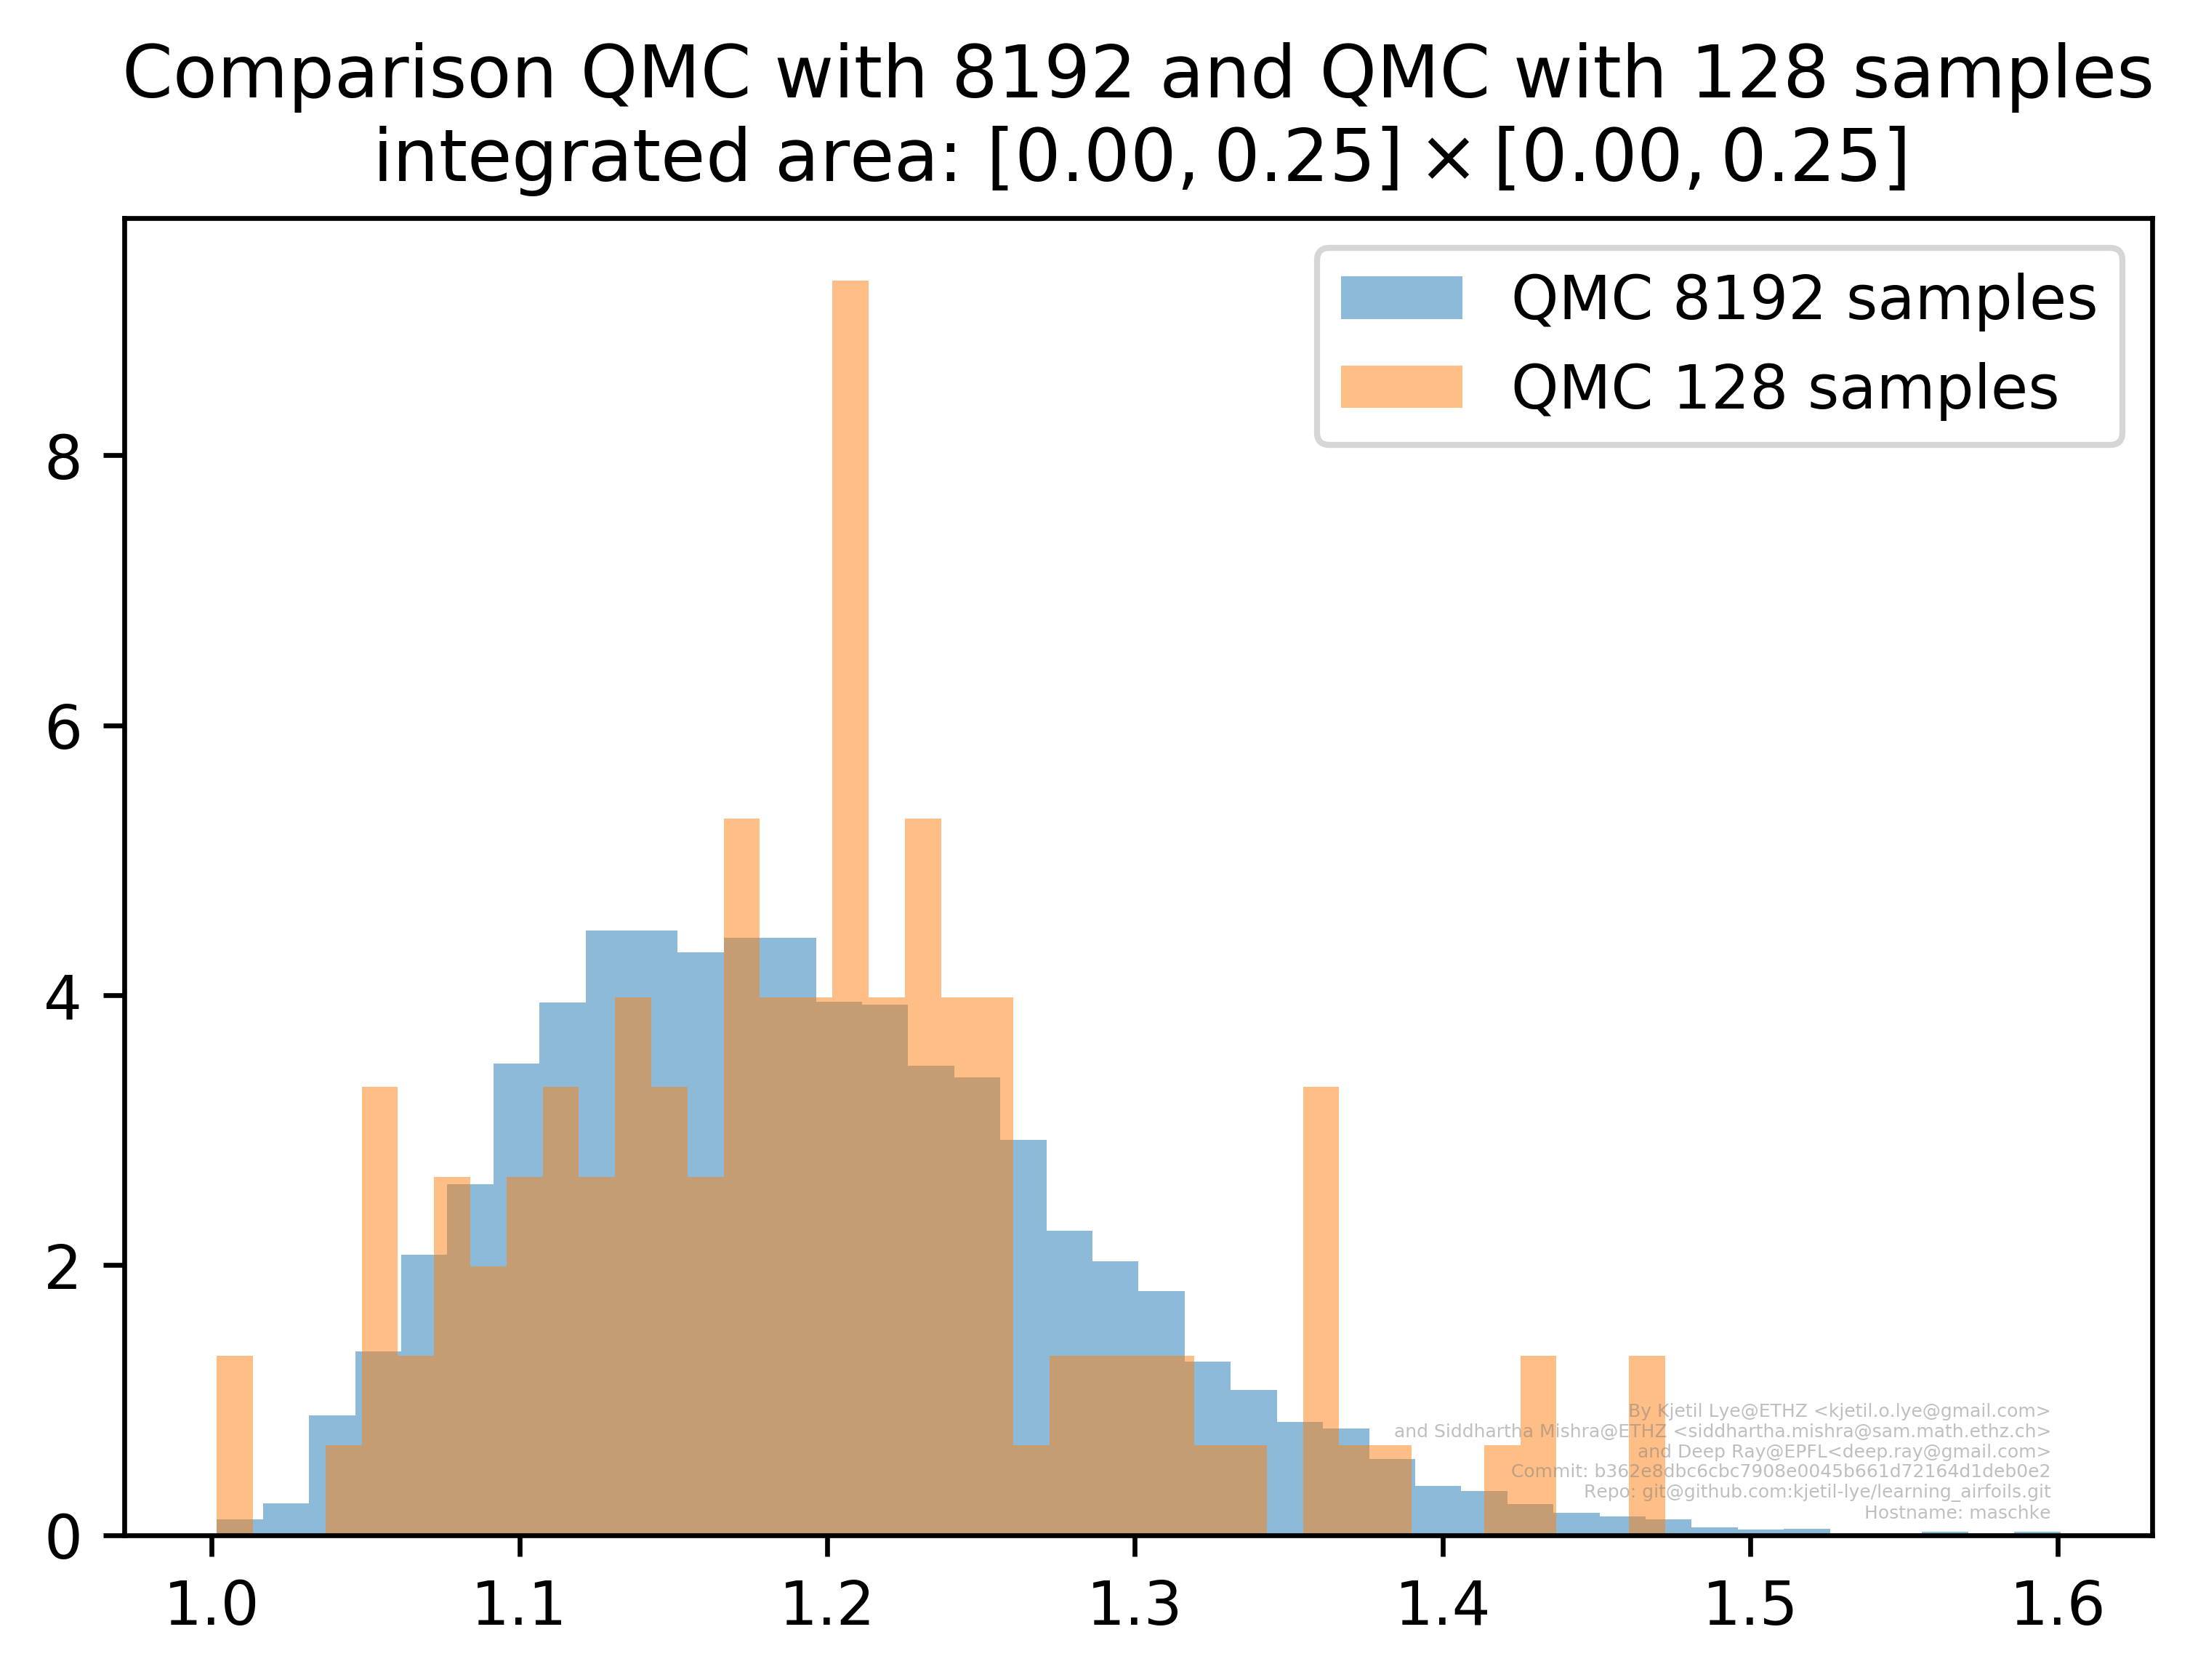 Comparison QMC with 8192 and QMC with 128 samples
integrated area: [0.00, 0.25] × [0.00, 0.25]
QMC 8192 samples
QMC 128 samples
8
6
4
2
0
By Kjetil Lye@ETHZ <kjetil.o.lye@gmail.com>
and Siddhartha Mishra@ETHZ <siddhartha.mishra@sam.math.ethz.ch>
and Deep Ray@EPFL<deep.ray@gmail.com>
Commit: b362e8dbc6cbc7908e0045b661d72164d1deb0e2
Repo: git@github.com:kjetil-lye/learning_airfoils.git
Hostname: maschke
1.0 1.1 1.2 1.3 1.4 1.5 1.6